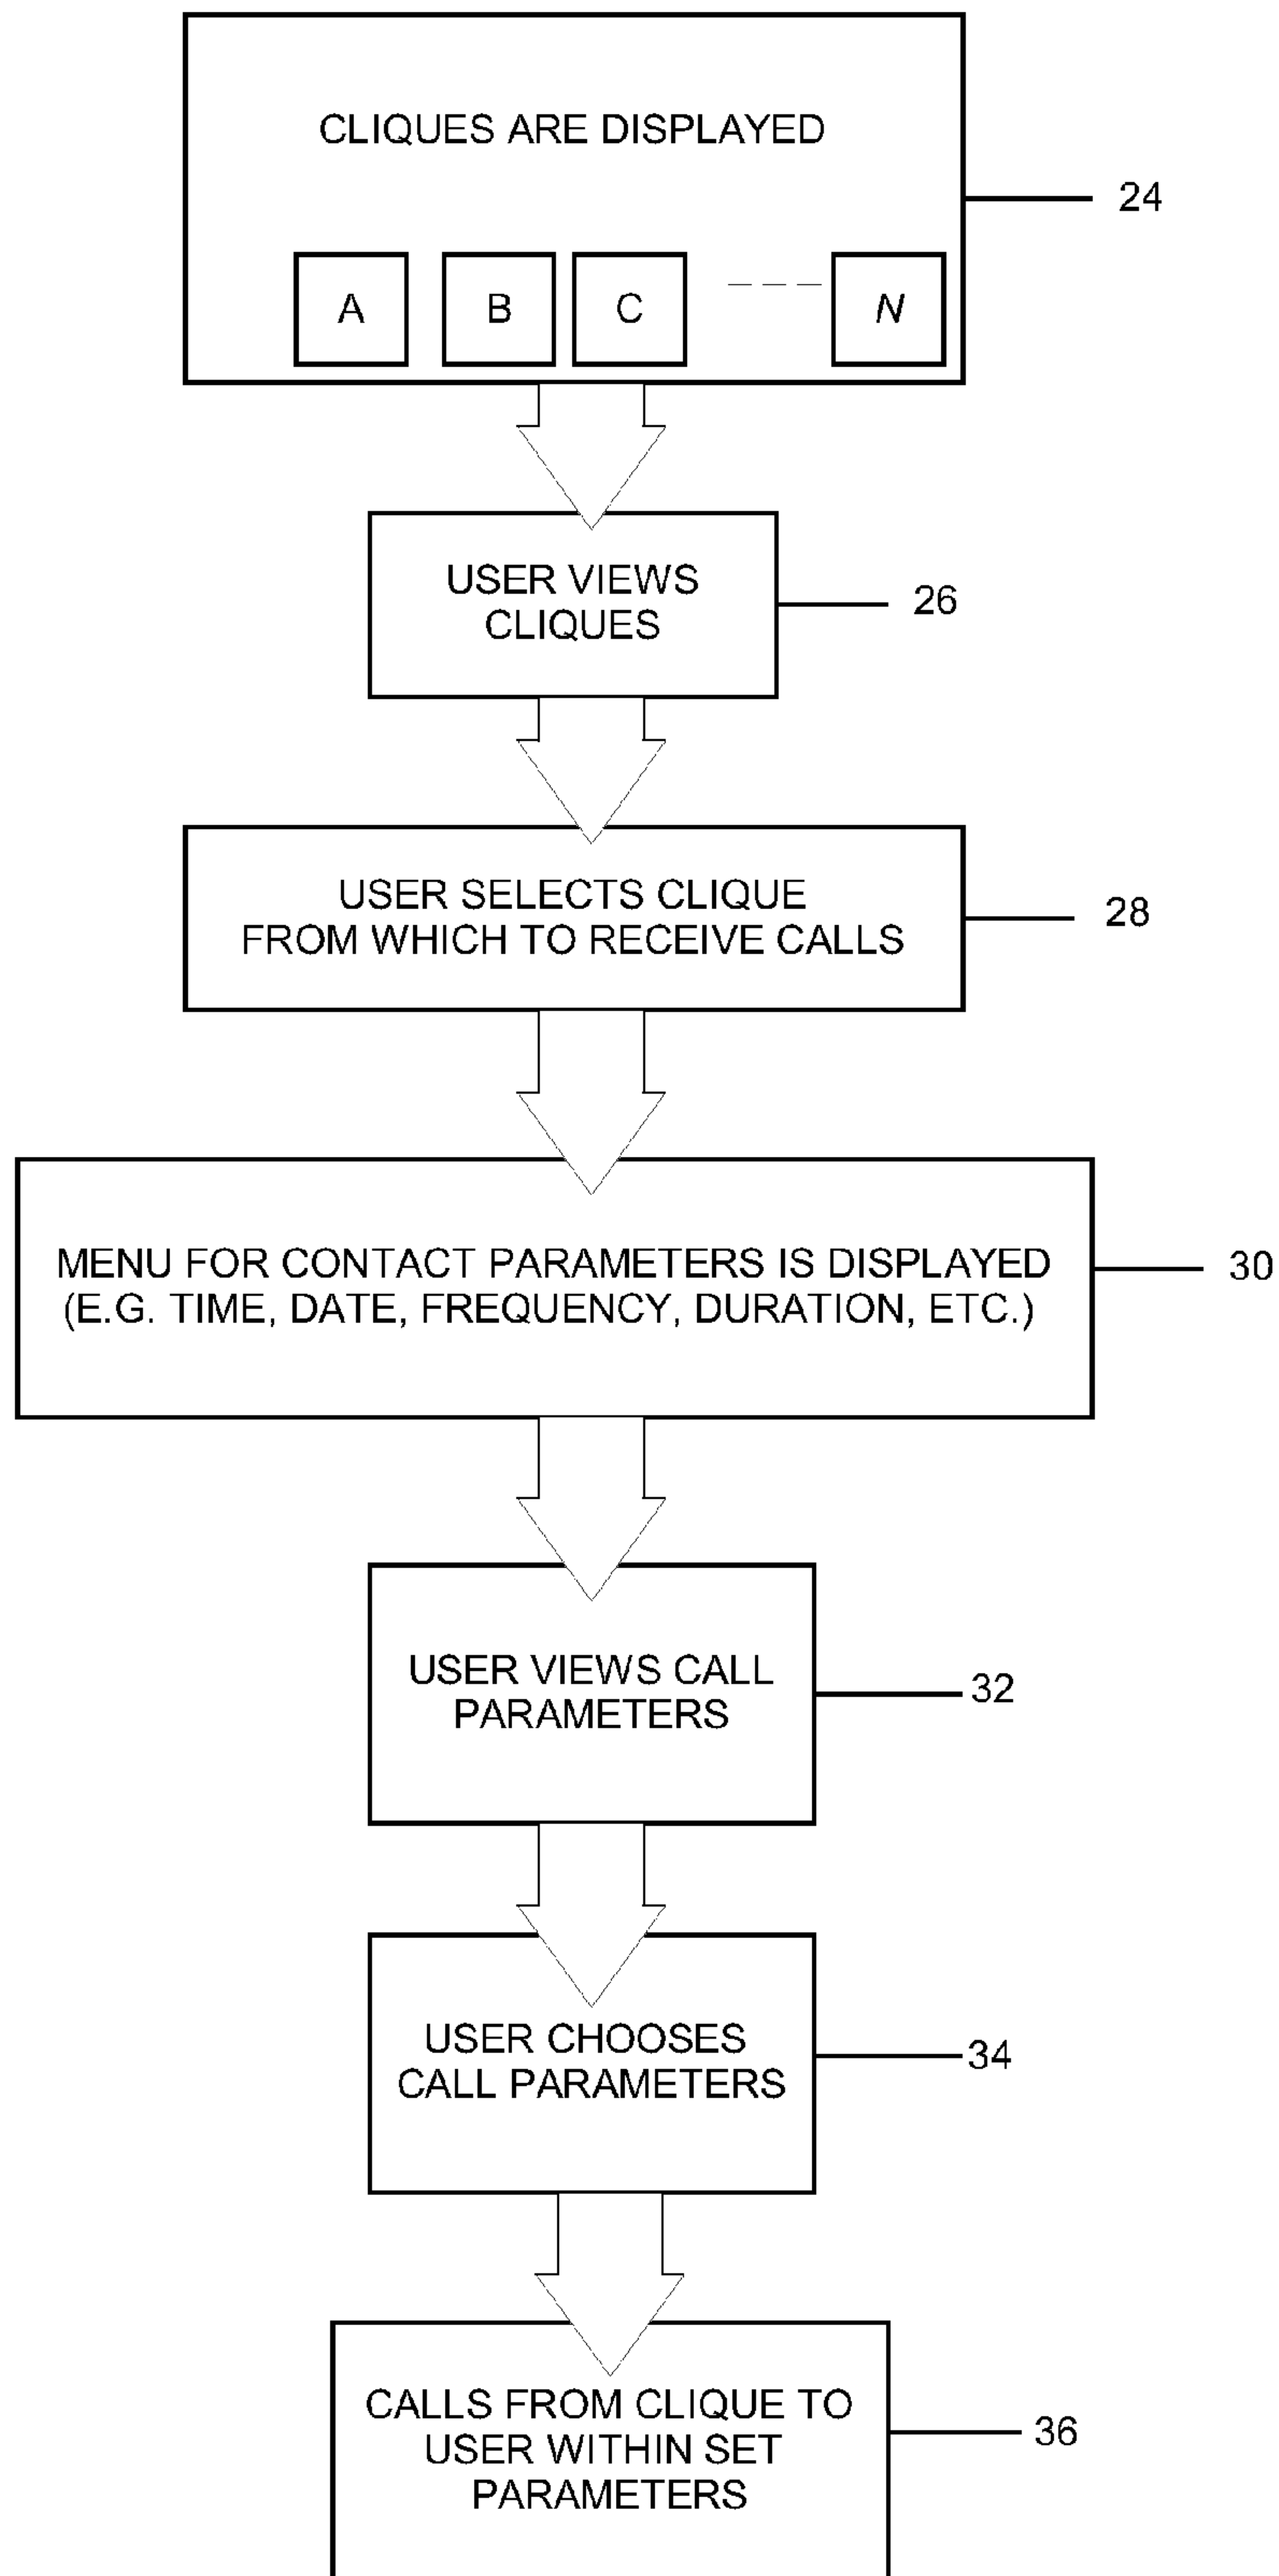 CLIQUES ARE DISPLAYED
24
A B C N
USER VIEWS
CLIQUES
26
USER SELECTS CLIQUE
FROM WHICH TO RECEIVE CALLS
28
MENU FOR CONTACT PARAMETERS IS DISPLAYED
(E.G. TIME, DATE, FREQUENCY, DURATION, ETC.)
30
USER VIEWS CALL
PARAMETERS
32
USER CHOOSES
CALL PARAMETERS
34
CALLS FROM CLIQUE TO
USER WITHIN SET
PARAMETERS
36